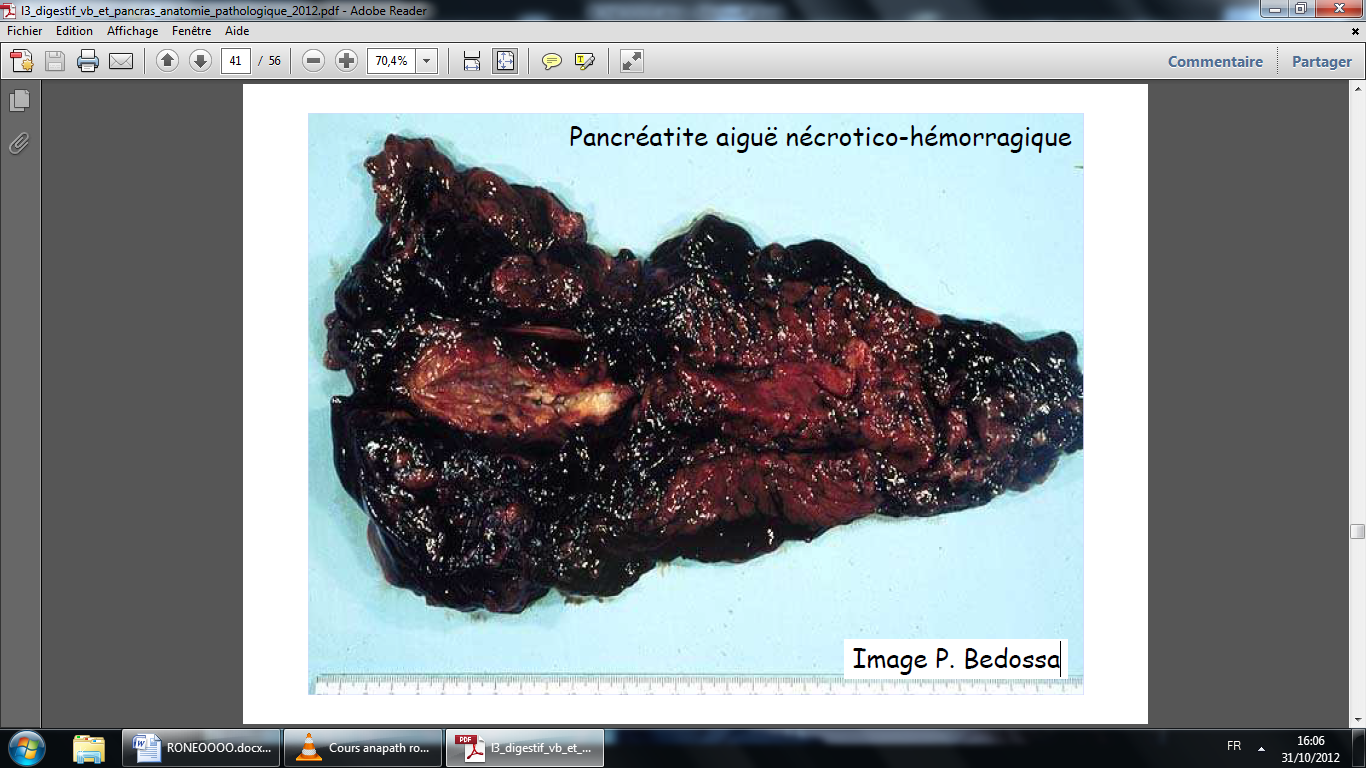 l3_digestif_vb_et_pancras_anatomie_pathologique_2012.pdf - Adobe Reader
Fichier Edition Affichage Fenêtre Aide
41 / 56 70,4% Commentaire Partager
Pancréatite aiguë nécrotico-hémorragique
Image P. Bedossa
RONEOOOO.docx... Cours anapath ro... l3_digestif_vb_et_... FR 16:06
31/10/2012